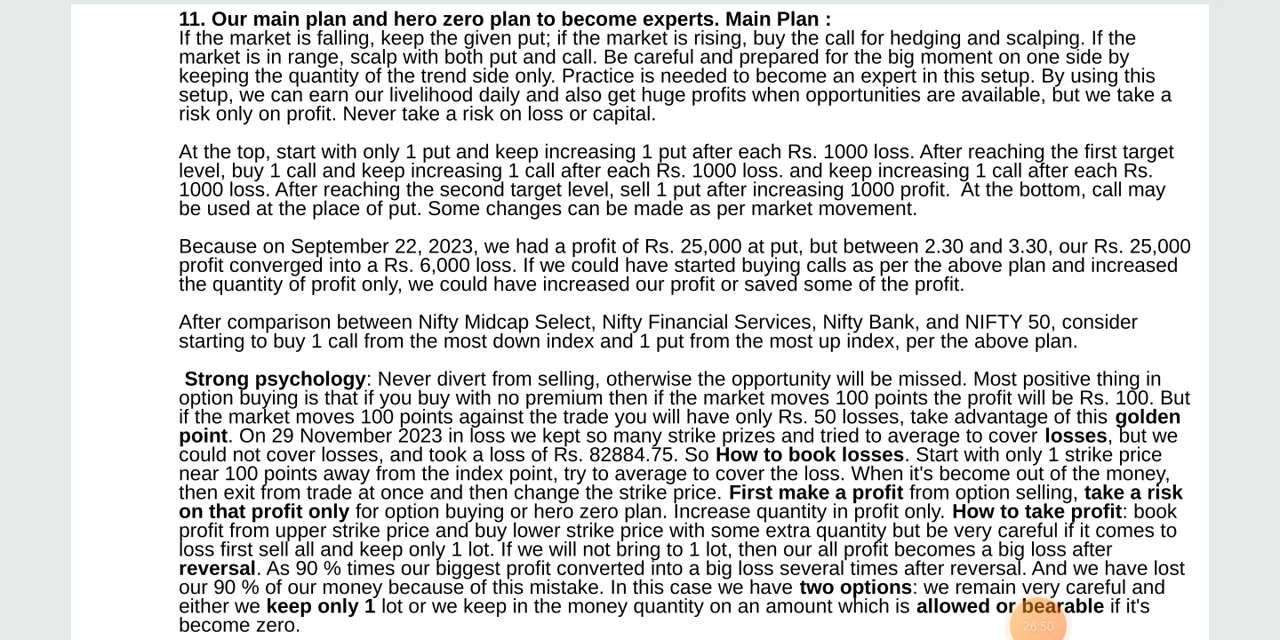 11. Our main plan and hero zero plan to become experts. Main Plan :
If the market is falling, keep the given put; if the market is rising, buy the call for hedging and scalping. If the
market is in range, scalp with both put and call. Be careful and prepared for the big moment on one side by
keeping the quantity of the trend side only. Practice is needed to become an expert in this setup. By using this
setup, we can earn our livelihood daily and also get huge profits when opportunities are available, but we take a
risk only on profit. Never take a risk on loss or capital.
At the top, start with only 1 put and keep increasing 1 put after each Rs. 1000 loss. After reaching the first target
level, buy 1 call and keep increasing 1 call after each Rs. 1000 loss. and keep increasing 1 call after each Rs.
1000 loss. After reaching the second target level, sell 1 put after increasing 1000 profit.  At the bottom, call may
be used at the place of put. Some changes can be made as per market movement.
Because on September 22, 2023, we had a profit of Rs. 25,000 at put, but between 2.30 and 3.30, our Rs. 25,000
profit converged into a Rs. 6,000 loss. If we could have started buying calls as per the above plan and increased
the quantity of profit only, we could have increased our profit or saved some of the profit.
After comparison between Nifty Midcap Select, Nifty Financial Services, Nifty Bank, and NIFTY 50, consider
starting to buy 1 call from the most down index and 1 put from the most up index, per the above plan.
Strong psychology: Never divert from selling, otherwise the opportunity will be missed. Most positive thing in
option buying is that if you buy with no premium then if the market moves 100 points the profit will be Rs. 100. But
if the market moves 100 points against the trade you will have only Rs. 50 losses, take advantage of this golden
point. On 29 November 2023 in loss we kept so many strike prizes and tried to average to cover losses, but we
could not cover losses, and took a loss of Rs. 82884.75. So How to book losses. Start with only 1 strike price
near 100 points away from the index point, try to average to cover the loss. When it's become out of the money,
then exit from trade at once and then change the strike price. First make a profit from option selling, take a risk
on that profit only for option buying or hero zero plan. Increase quantity in profit only. How to take profit: book
profit from upper strike price and buy lower strike price with some extra quantity but be very careful if it comes to
loss first sell all and keep only 1 lot. If we will not bring to 1 lot, then our all profit becomes a big loss after
reversal. As 90 % times our biggest profit converted into a big loss several times after reversal. And we have lost
our 90 % of our money because of this mistake. In this case we have two options: we remain very careful and
either we keep only 1 lot or we keep in the money quantity on an amount which is allowed or bearable if it's
become zero.
26:50